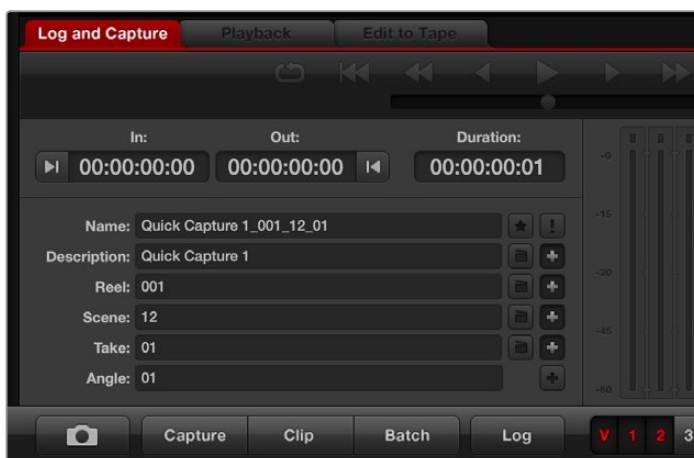 Log and Capture Playback Edit to Tape
In: Out: Duration:
00:00:00:00 00:00:00:00 00:00:00:01
Name: Quick Capture 1_001_12_01
Description: Quick Capture 1
Reel: 001
Scene: 12
Take: 01
Angle: 01
-0
-15
-30
-45
-60
Capture Clip Batch Log V 1 2 3